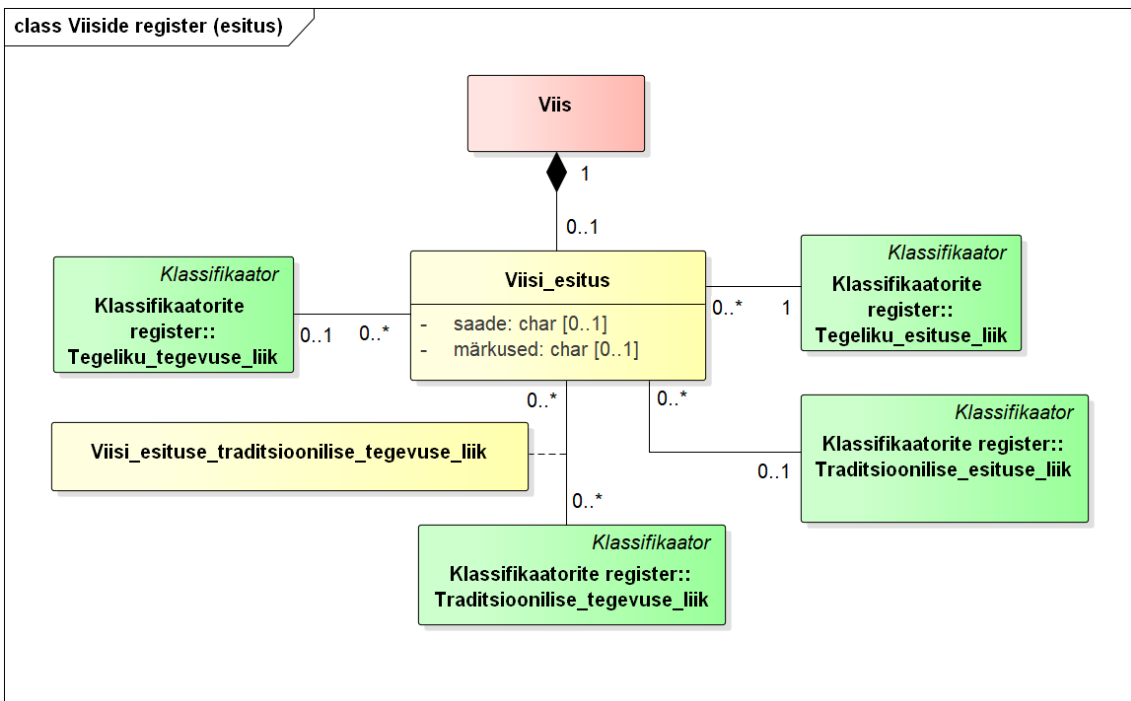 class Viiside register (esitus)
Viis
1
0..1
Klassifikaator
Klassifikaatorite
register::
Tegeliku_tegevuse_liik
0..1
0..*
Viisi_esitus
- saade: char [0..1]
- märkused: char [0..1]
0..*
1
Klassifikaator
Klassifikaatorite
register::
Tegeliku_esituse_liik
0..*
0..*
0..1
Klassifikaator
Klassifikaatorite register::
Traditsioonilise_esituse_liik
Viisi_esituse_traditsioonilise_tegevuse_liik
0..*
Klassifikaator
Klassifikaatorite register::
Traditsioonilise_tegevuse_liik